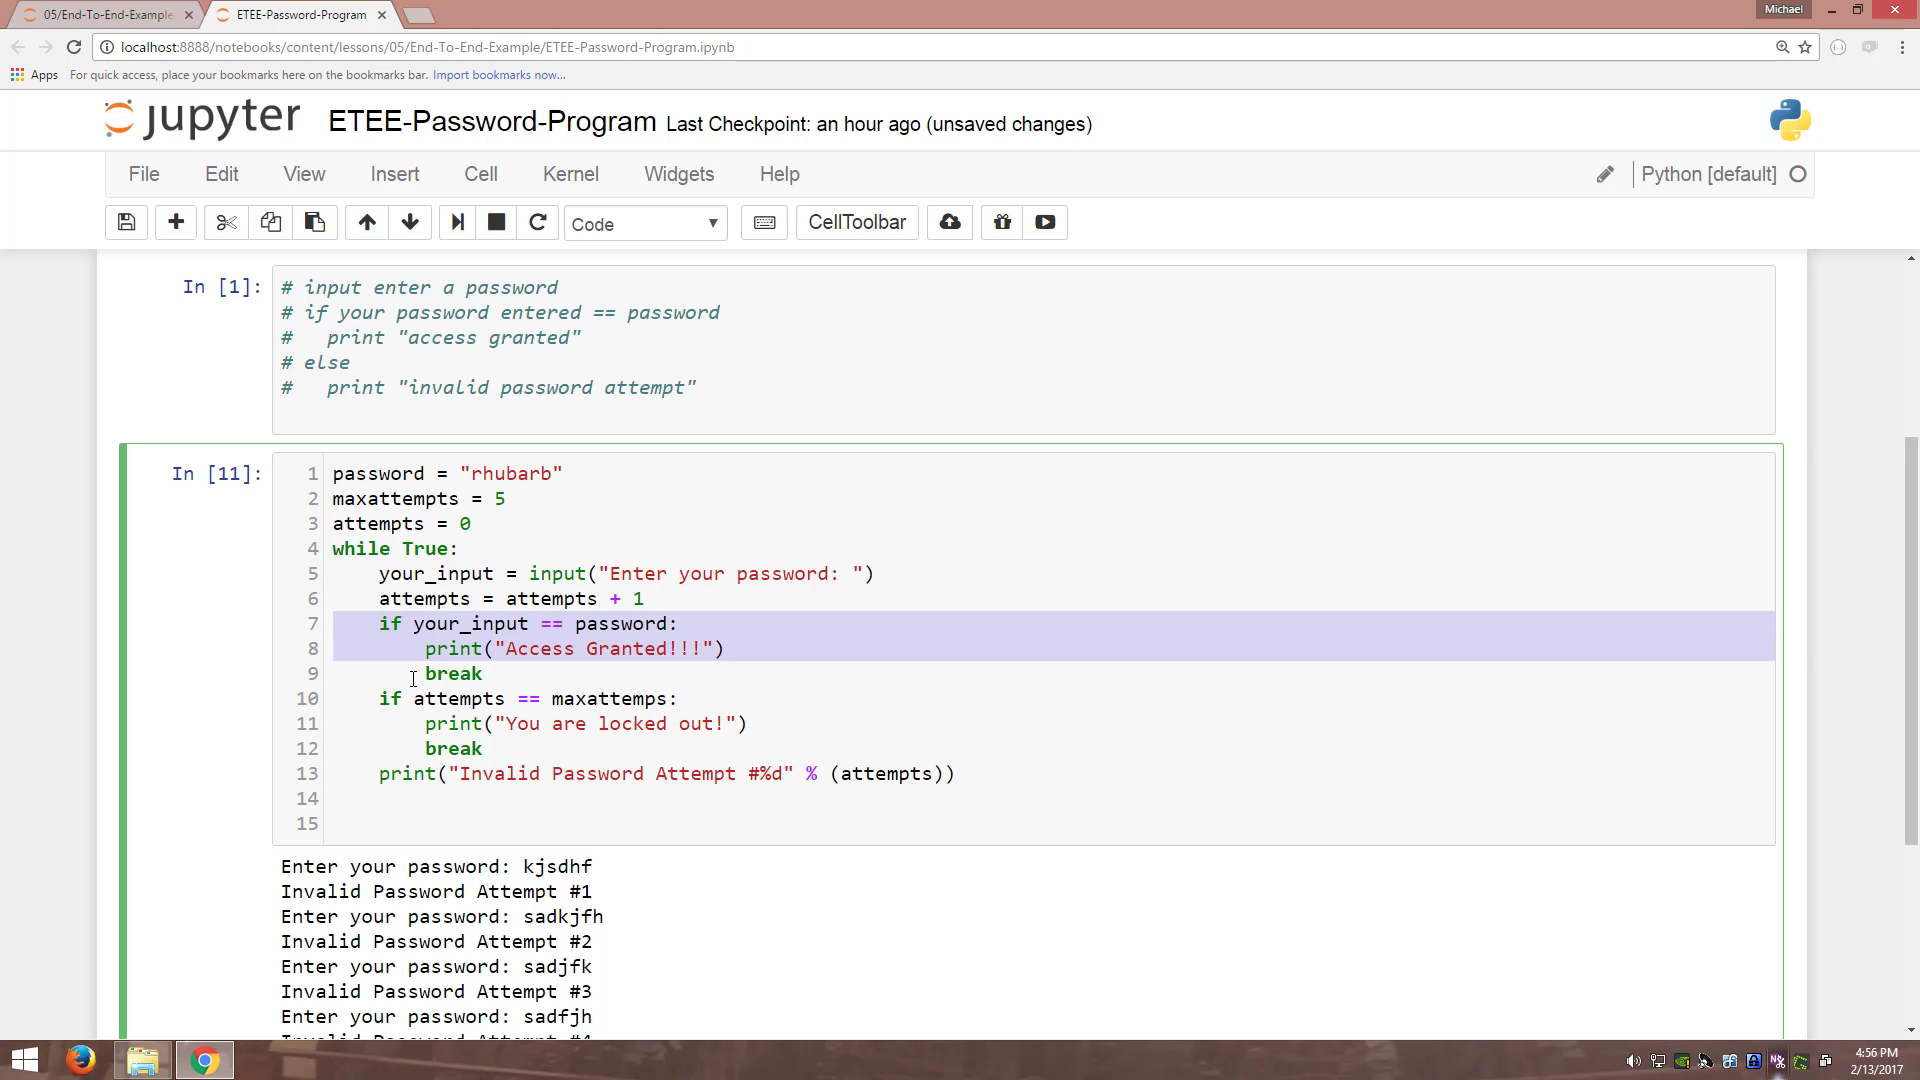 05/End-To-End-Example
ETEE-Password-Program
Michael
localhost:8888/notebooks/content/lessons/05/End-To-End-Example/ETEE-Password-Program.ipynb
Apps For quick access, place your bookmarks here on the bookmarks bar. Import bookmarks now...
jupyter ETEE-Password-Program Last Checkpoint: an hour ago (unsaved changes)
File Edit View Insert Cell Kernel Widgets Help Python [default]
Code CellToolbar
In [1]: # input enter a password
# if your password entered == password
#   print "access granted"
# else
#   print "invalid password attempt"
In [11]: 1 password = "rhubarb"
2 maxattempts = 5
3 attempts = 0
4 while True:
5     your_input = input("Enter your password: ")
6     attempts = attempts + 1
7     if your_input == password:
8         print("Access Granted!!!")
9         break
10     if attempts == maxattemps:
11         print("You are locked out!")
12         break
13     print("Invalid Password Attempt #%d" % (attempts))
14
15
Enter your password: kjsdhf
Invalid Password Attempt #1
Enter your password: sadkjfh
Invalid Password Attempt #2
Enter your password: sadjfk
Invalid Password Attempt #3
Enter your password: sadfjh
Invalid Password Attempt #4
4:56 PM
2/13/2017